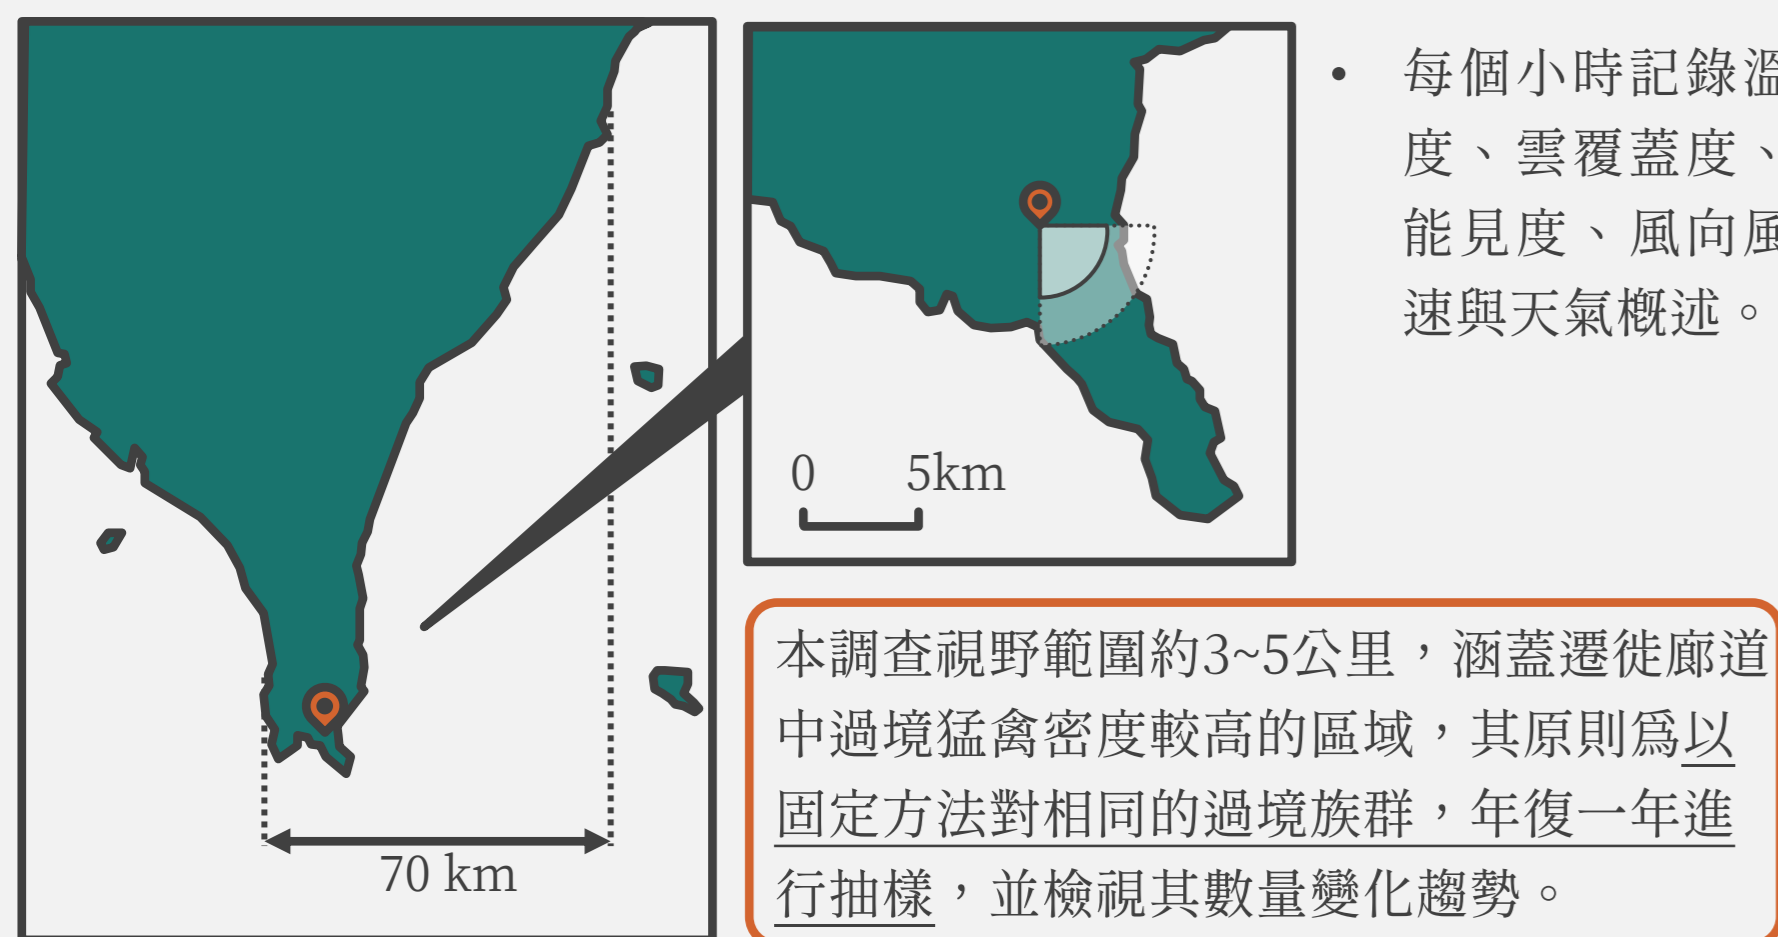 • 每個小時記錄溫
度、雲覆蓋度、
能見度、風向風
速與天氣概述。
0 5km
70 km
本調查視野範圍約3~5公里，涵蓋遷徙廊道
中過境猛禽密度較高的區域，其原則爲以
固定方法對相同的過境族群，年復一年進
行抽樣，並檢視其數量變化趨勢。